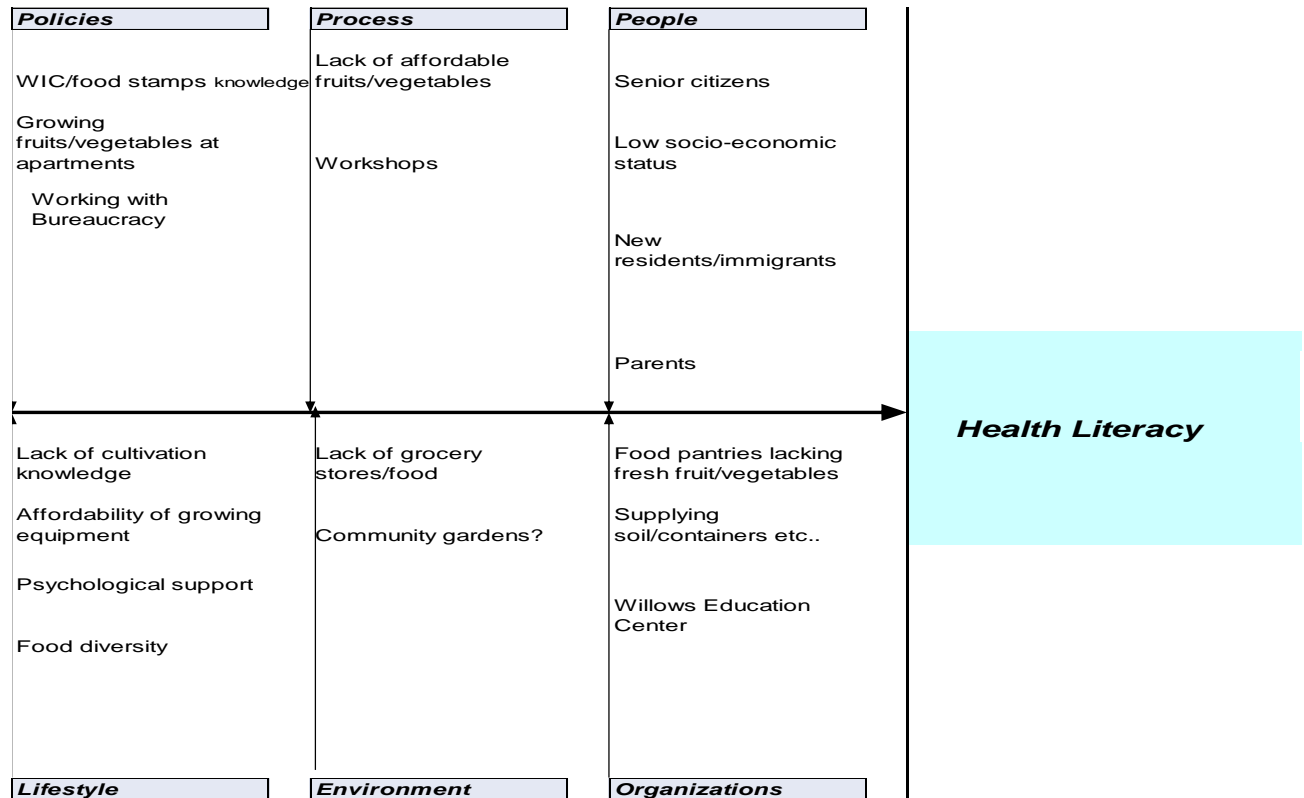 Policies
Process
People
WIC/food stamps knowledge
Growing
fruits/vegetables at
apartments
Working with
Bureaucracy
Lack of affordable
fruits/vegetables
Workshops
Senior citizens
Low socio-economic
status
New
residents/immigrants
Parents
Health Literacy
Lack of cultivation
knowledge
Affordability of growing
equipment
Psychological support
Food diversity
Lack of grocery
stores/food
Community gardens?
Food pantries lacking
fresh fruit/vegetables
Supplying
soil/containers etc..
Willows Education
Center
Lifestyle
Environment
Organizations